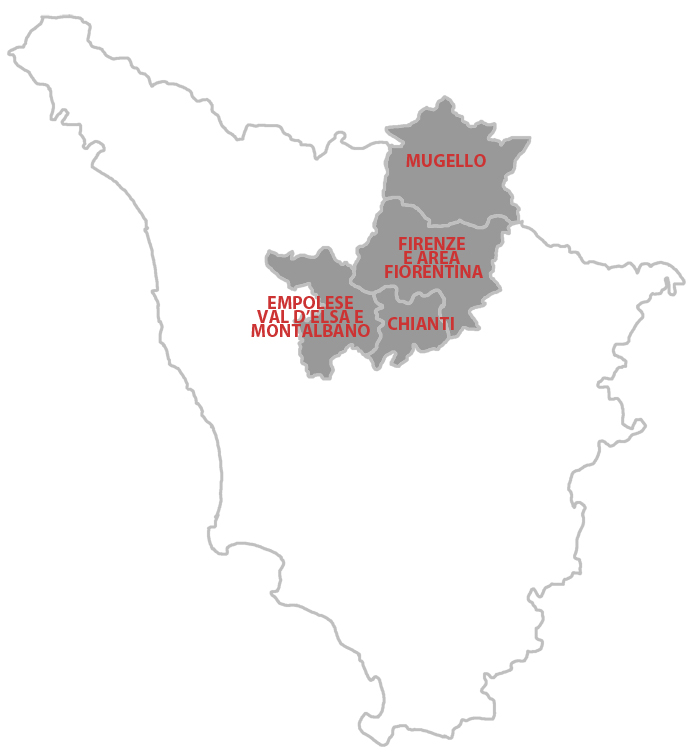 MUGELLO
FIRENZE
E AREA
FIORENTINA
EMPOLESE
VAL D'ELSA E
MONTALBANO
CHIANTI